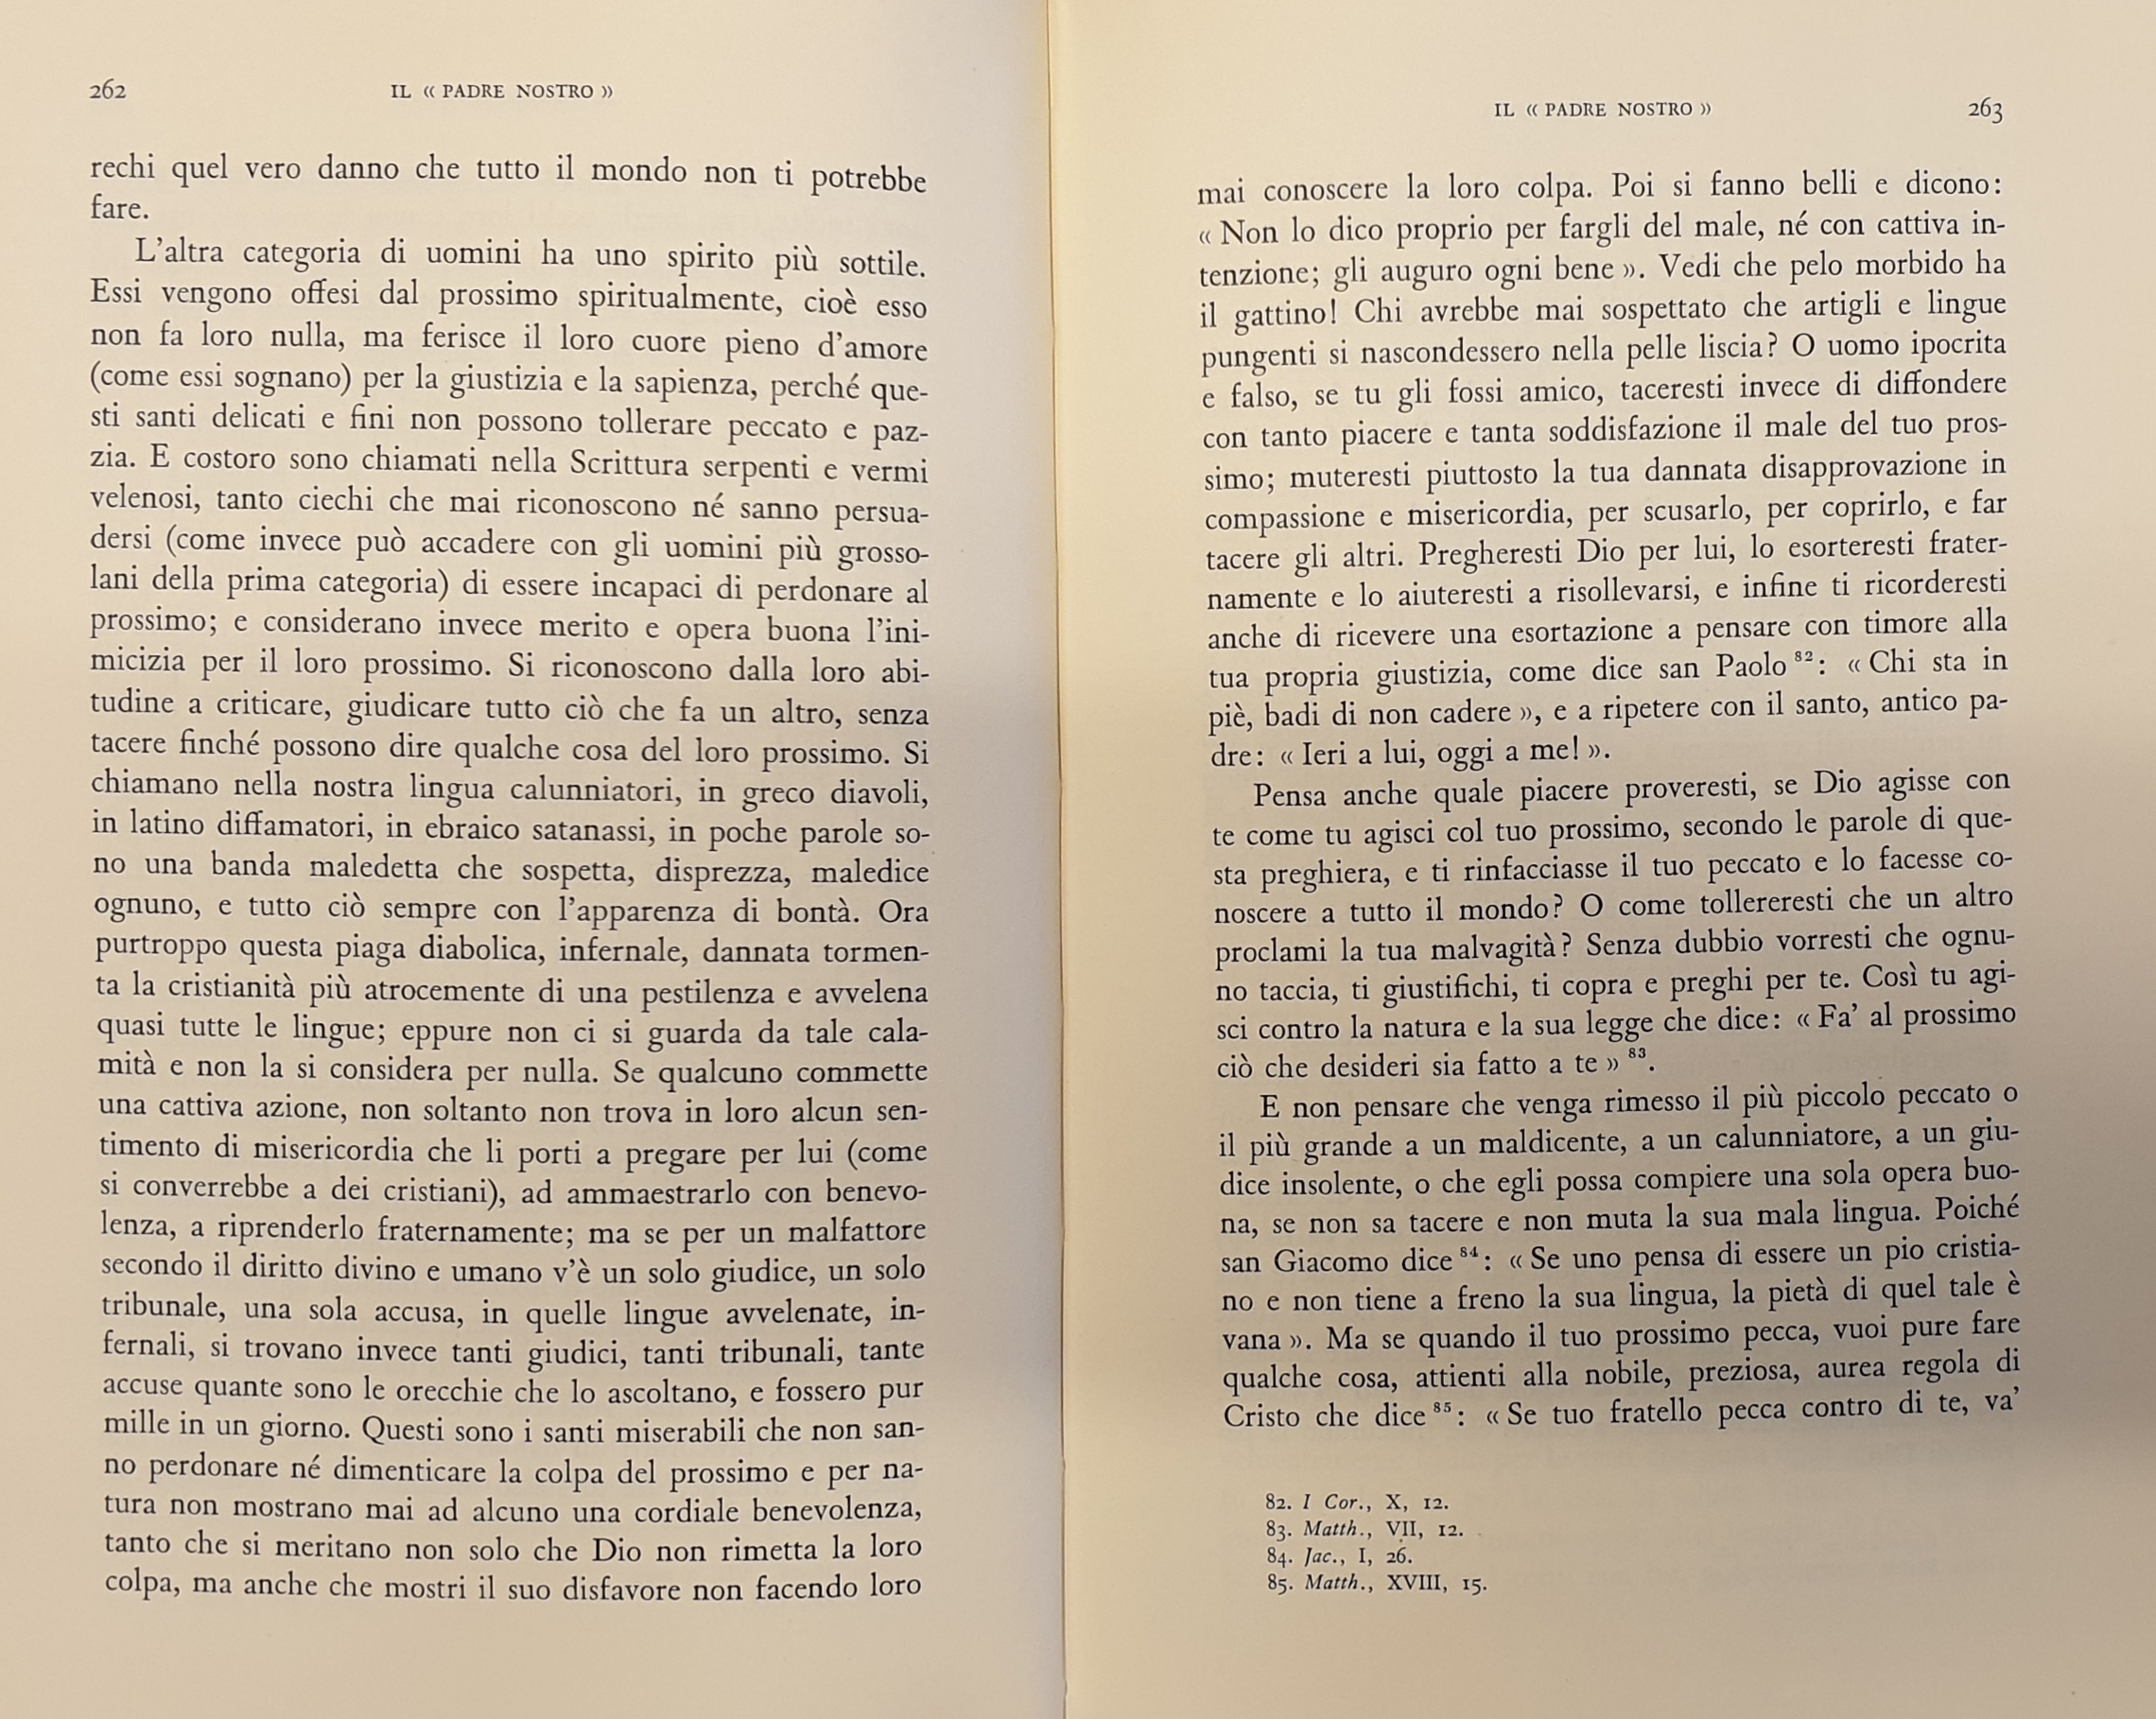 262
IL « PADRE NOSTRO »
rechi quel vero danno che tutto il mondo non ti potrebbe
fare.
L'altra categoria di uomini ha uno spirito più sottile.
Essi vengono offesi dal prossimo spiritualmente, cioè esso
non fa loro nulla, ma ferisce il loro cuore pieno d'amore
(come essi sognano) per la giustizia e la sapienza, perché que-
sti santi delicati e fini non possono tollerare peccato e paz-
zia. E costoro sono chiamati nella Scrittura serpenti e vermi
velenosi, tanto ciechi che mai riconoscono né sanno persua-
dersi (come invece può accadere con gli uomini più grosso-
lani della prima categoria) di essere incapaci di perdonare al
prossimo; e considerano invece merito e opera buona l'ini-
micizia per il loro prossimo. Si riconoscono dalla loro abi-
tudine a criticare, giudicare tutto ciò che fa un altro, senza
tacere finché possono dire qualche cosa del loro prossimo. Si
chiamano nella nostra lingua calunniatori, in greco diavoli,
in latino diffamatori, in ebraico satanassi, in poche parole so-
no una banda maledetta che sospetta, disprezza, maledice
ognuno, e tutto ciò sempre con l'apparenza di bontà. Ora
purtroppo questa piaga diabolica, infernale, dannata tormen-
ta la cristianità più atrocemente di una pestilenza e avvelena
quasi tutte le lingue; eppure non ci si guarda da tale cala-
mità e non la si considera per nulla. Se qualcuno commette
una cattiva azione, non soltanto non trova in loro alcun sen-
timento di misericordia che li porti a pregare per lui (come
si converrebbe a dei cristiani), ad ammaestrarlo con benevo-
lenza, a riprenderlo fraternamente; ma se per un malfattore
secondo il diritto divino e umano v'è un solo giudice, un solo
tribunale, una sola accusa, in quelle lingue avvelenate, in-
fernali, si trovano invece tanti giudici, tanti tribunali, tante
accuse quante sono le orecchie che lo ascoltano, e fossero pur
mille in un giorno. Questi sono i santi miserabili che non san-
no perdonare né dimenticare la colpa del prossimo e per na-
tura non mostrano mai ad alcuno una cordiale benevolenza,
tanto che si meritano non solo che Dio non rimetta la loro
colpa, ma anche che mostri il suo disfavore non facendo loro
IL « PADRE NOSTRO »
263
mai conoscere la loro colpa. Poi si fanno belli e dicono:
« Non lo dico proprio per fargli del male, né con cattiva in-
tenzione; gli auguro ogni bene ». Vedi che pelo morbido ha
il gattino! Chi avrebbe mai sospettato che artigli e lingue
pungenti si nascondessero nella pelle liscia? O uomo ipocrita
e falso, se tu gli fossi amico, taceresti invece di diffondere
con tanto piacere e tanta soddisfazione il male del tuo pros-
simo; muteresti piuttosto la tua dannata disapprovazione in
compassione e misericordia, per scusarlo, per coprirlo, e far
tacere gli altri. Pregheresti Dio per lui, lo esorteresti frater-
namente e lo aiuteresti a risollevarsi, e infine ti ricorderesti
anche di ricevere una esortazione a pensare con timore alla
tua propria giustizia, come dice san Paolo 82: « Chi sta in
piè, badi di non cadere », e a ripetere con il santo, antico pa-
dre: « Ieri a lui, oggi a me! ».
Pensa anche quale piacere proveresti, se Dio agisse con
te come tu agisci col tuo prossimo, secondo le parole di que-
sta preghiera, e ti rinfacciasse il tuo peccato e lo facesse co-
noscere a tutto il mondo? O come tollereresti che un altro
proclami la tua malvagità? Senza dubbio vorresti che ognu-
no taccia, ti giustifichi, ti copra e preghi per te. Così tu agi-
sci contro la natura e la sua legge che dice: « Fa' al prossimo
ciò che desideri sia fatto a te » 83.
E non pensare che venga rimesso il più piccolo peccato o
il più grande a un maldicente, a un calunniatore, a un giu-
dice insolente, o che egli possa compiere una sola opera buo-
na, se non sa tacere e non muta la sua mala lingua. Poiché
san Giacomo dice 84: « Se uno pensa di essere un pio cristia-
no e non tiene a freno la sua lingua, la pietà di quel tale è
vana ». Ma se quando il tuo prossimo pecca, vuoi pure fare
qualche cosa, attienti alla nobile, preziosa, aurea regola di
Cristo che dice 85: « Se tuo fratello pecca contro di te, va'
82. I Cor., X, 12.
83. Matth., VII, 12.
84. Jac., I, 26.
85. Matth., XVIII, 15.